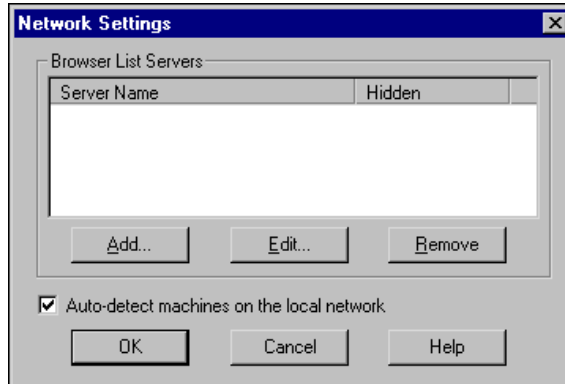 Network Settings
Browser List Servers
Server Name Hidden
Add... Edit... Remove
Auto-detect machines on the local network
OK Cancel Help